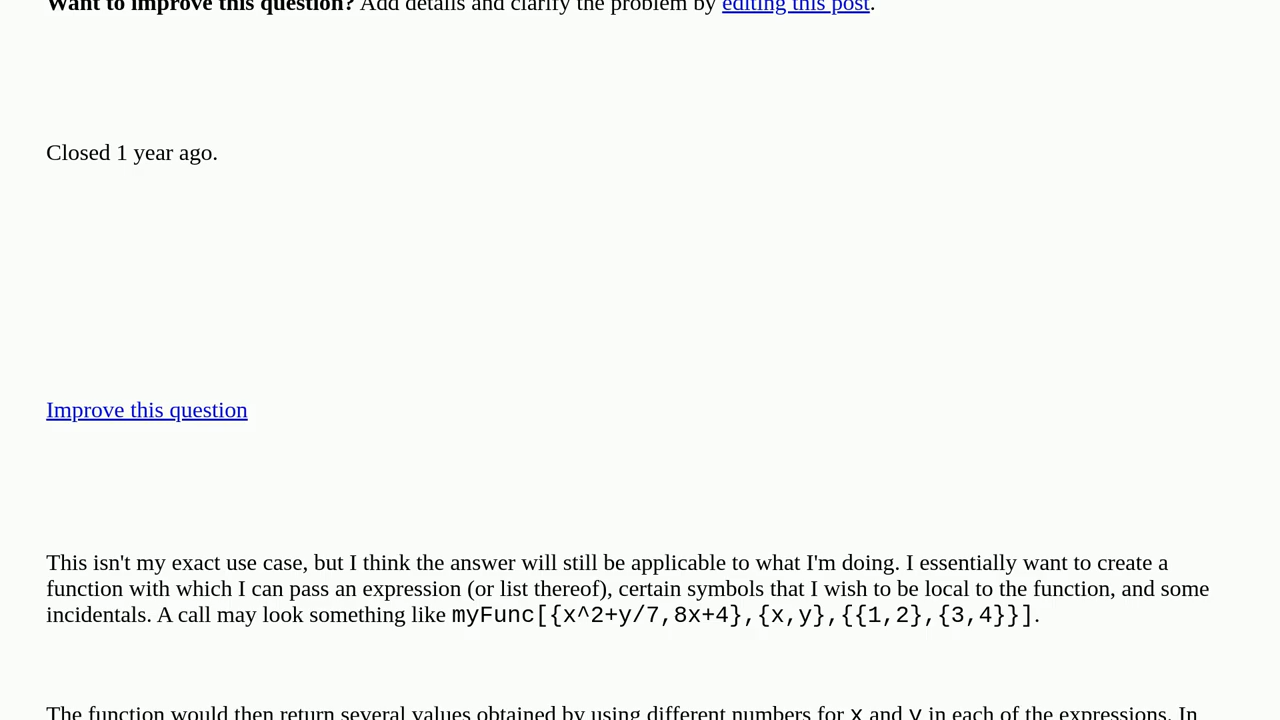 Want to improve this question? Add details and clarify the problem by editing this post.
Closed 1 year ago.
Improve this question
This isn't my exact use case, but I think the answer will still be applicable to what I'm doing. I essentially want to create a
function with which I can pass an expression (or list thereof), certain symbols that I wish to be local to the function, and some
incidentals. A call may look something like myFunc[{x^2+y/7,8x+4},{x,y},{{1,2},{3,4}}].
The function would then return several values obtained by using different numbers for x and y in each of the expressions. In